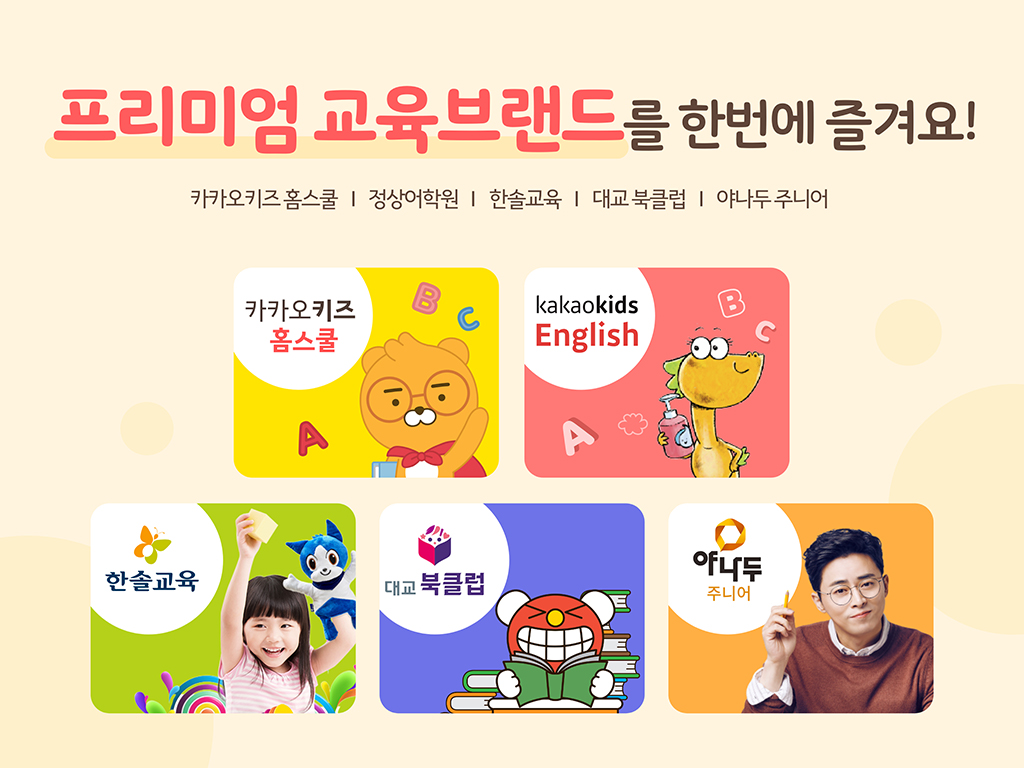 프리미엄 교육브랜드를 한번에 즐겨요!
카카오키즈 홈스쿨 I 정상어학원 I 한솔교육 I 대교 북클럽 I 야나두 주니어
카카오키즈
홈스쿨
B
C
A
kakaokids
English
B
C
A
한솔교육
대교 북클럽
야나두
주니어